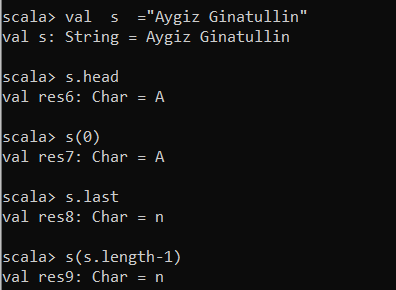 scala> val  s  ="Aygiz Ginatullin"
val s: String = Aygiz Ginatullin
scala> s.head
val res6: Char = A
scala> s(0)
val res7: Char = A
scala> s.last
val res8: Char = n
scala> s(s.length-1)
val res9: Char = n